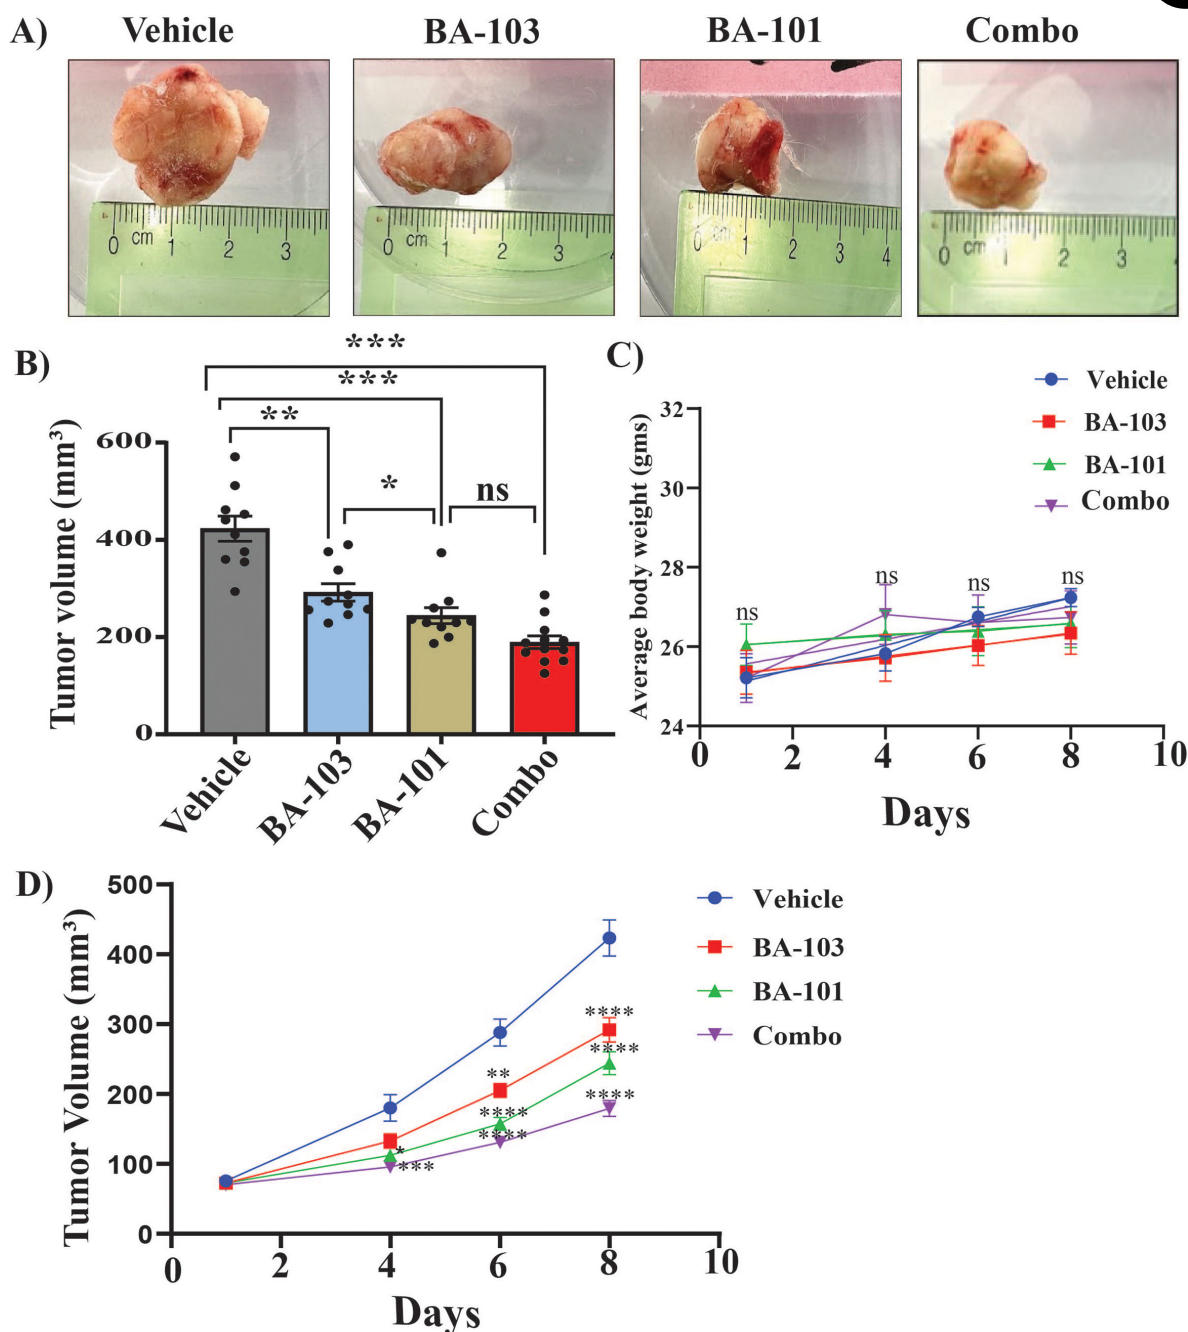 A) Vehicle BA-103 BA-101 Combo
0 cm 1 2 3
0 cm 1 2 3 4
0 cm 1 2 3 4
0 cm 1 2 3
B)
***
***
**
*
ns
Tumor volume (mm³)
600
400
200
0
Vehicle
BA-103
BA-101
Combo
C)
Vehicle
BA-103
BA-101
Combo
Average body weight (gms)
32
30
28
26
24
ns ns ns ns
0 2 4 6 8 10
Days
D)
Vehicle
BA-103
BA-101
Combo
Tumor Volume (mm³)
500
400
300
200
100
0
****
****
**
****
****
****
*
***
0 2 4 6 8 10
Days